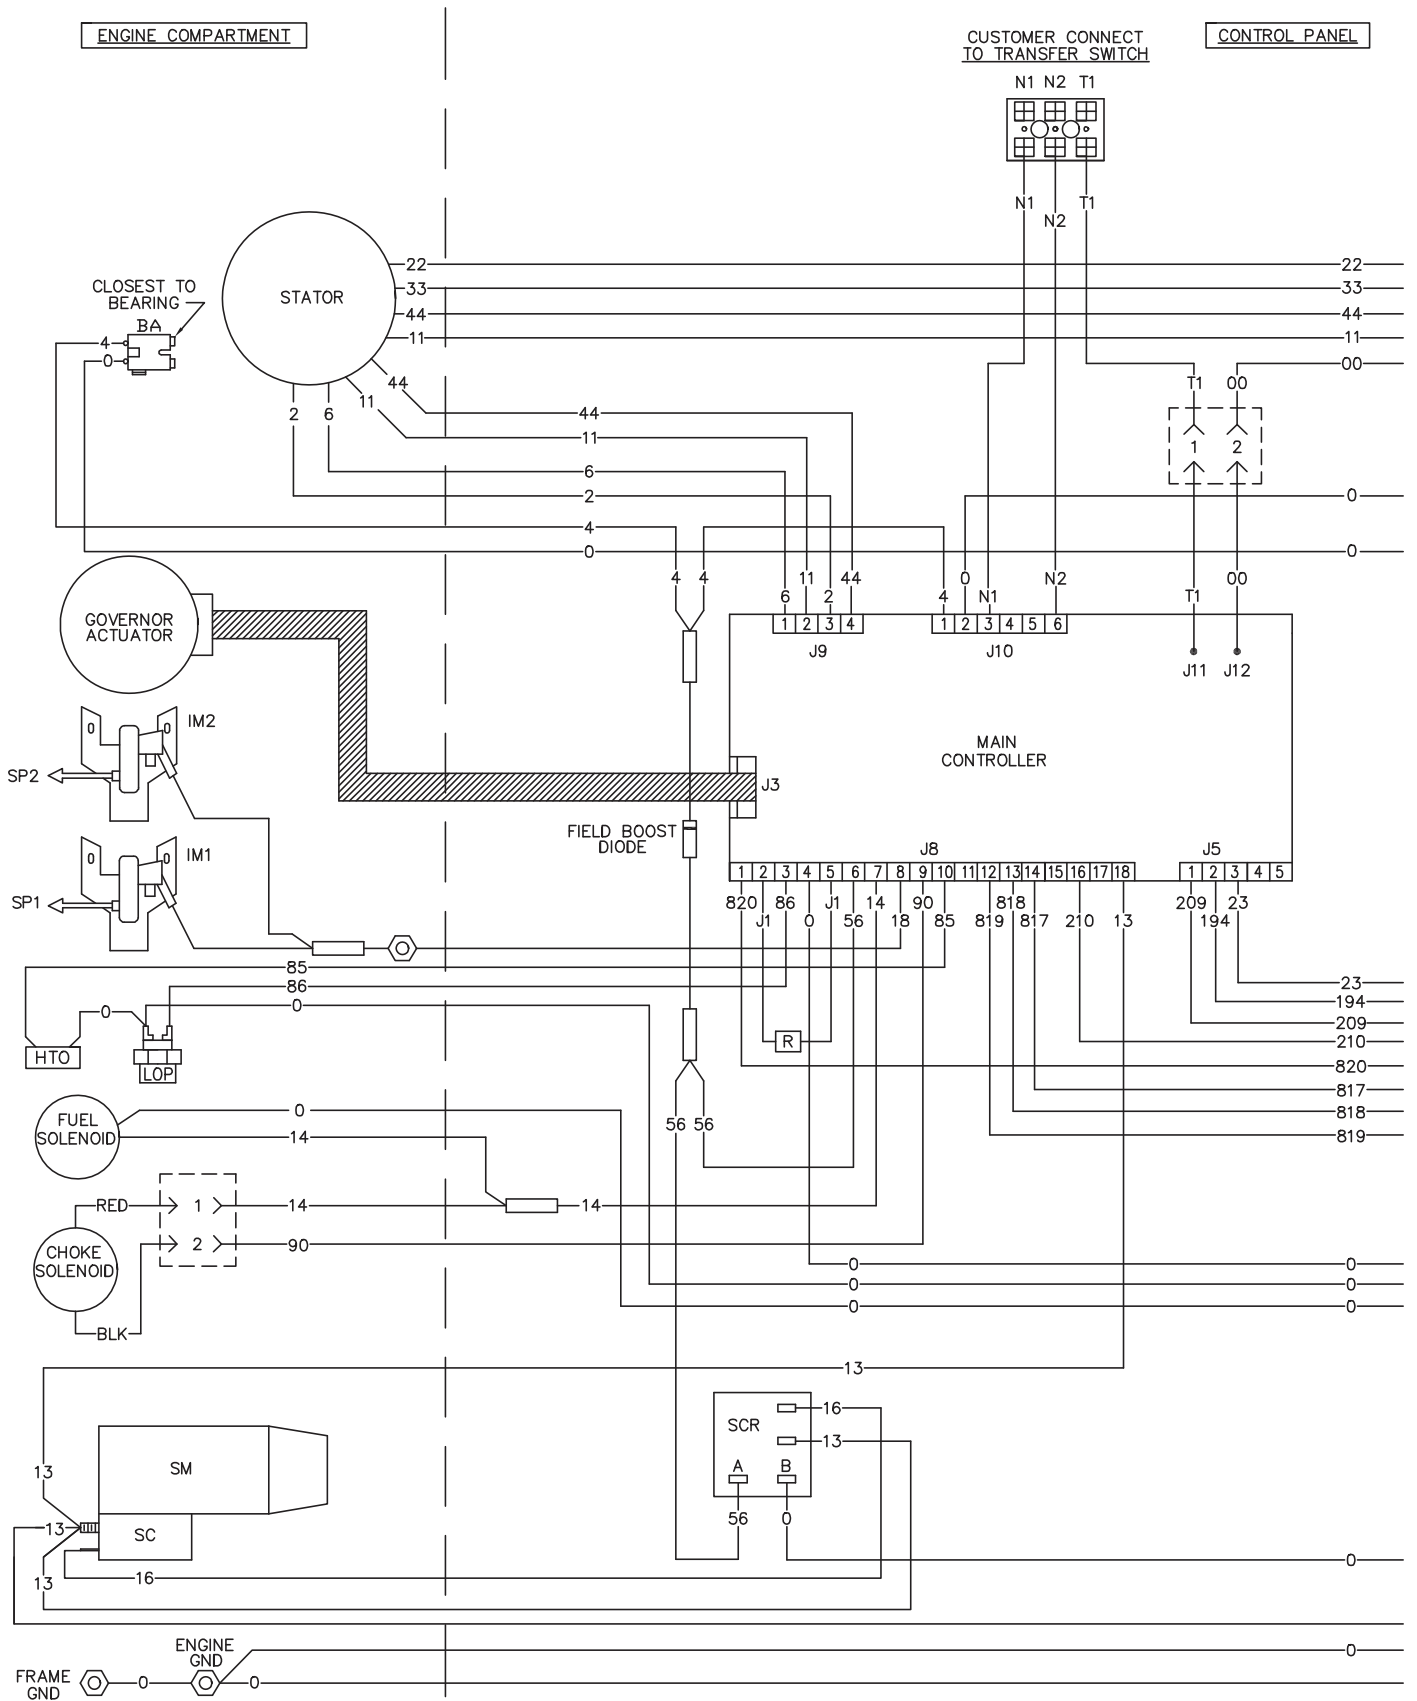 ENGINE COMPARTMENT
CUSTOMER CONNECT
TO TRANSFER SWITCH
CONTROL PANEL
N1 N2 T1
N1 N2 T1
22 22
33 33
44 44
11 11
STATOR
CLOSEST TO
BEARING
BA
4
0
00
T1 00
1 2
44
11
2 6
44
11
6
2 0
4
0 0
4 4
6 11 2 44
4 0 N1 N2
T1 00
1 2 3 4
J9
1 2 3 4 5 6
J10
J11 J12
GOVERNOR
ACTUATOR
MAIN
CONTROLLER
IM2
SP2
J3
FIELD BOOST
DIODE
IM1
SP1
J8
J5
1 2 3 4 5 6 7 8 9 10 11 12 13 14 15 16 17 18
1 2 3 4 5
820 J1 86 0 J1 56 14 18 90 85 819 818 817 210 13
209 194 23
85
86
0
0
HTO
LOP
R
23
194
209
210
820
817
818
819
FUEL
SOLENOID
0
14
56 56
RED
1
14 14
CHOKE
SOLENOID
2
90
BLK
0 0
0 0
0 0
13
SCR
16
13
A B
56 0
SM
SC
13
13
13
16
0
ENGINE
GND
0
FRAME
GND
0 0